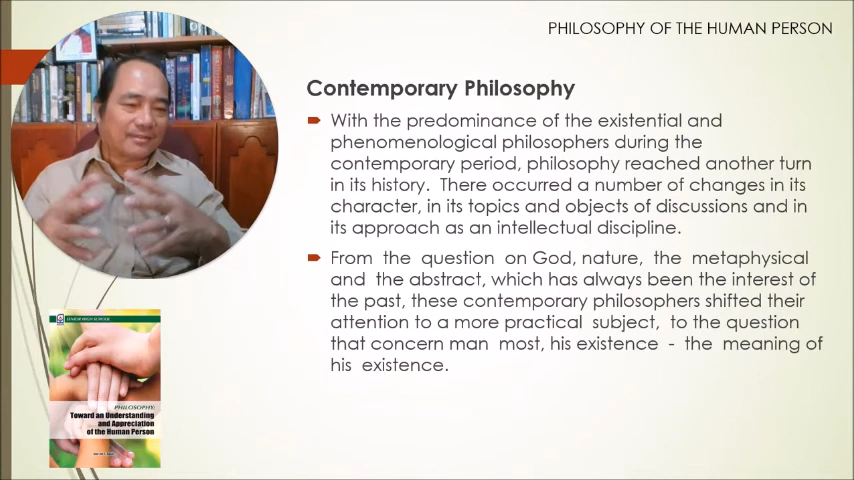 PHILOSOPHY OF THE HUMAN PERSON
Contemporary Philosophy
With the predominance of the existential and
phenomenological philosophers during the
contemporary period, philosophy reached another turn
in its history. There occurred a number of changes in its
character, in its topics and objects of discussions and in
its approach as an intellectual discipline.
From the question on God, nature, the metaphysical
and the abstract, which has always been the interest of
the past, these contemporary philosophers shifted their
attention to a more practical subject, to the question
that concern man most, his existence - the meaning of
his existence.
SENIOR HIGH SCHOOL
PHILOSOPHY:
Toward an Understanding
and Appreciation
of the Human Person